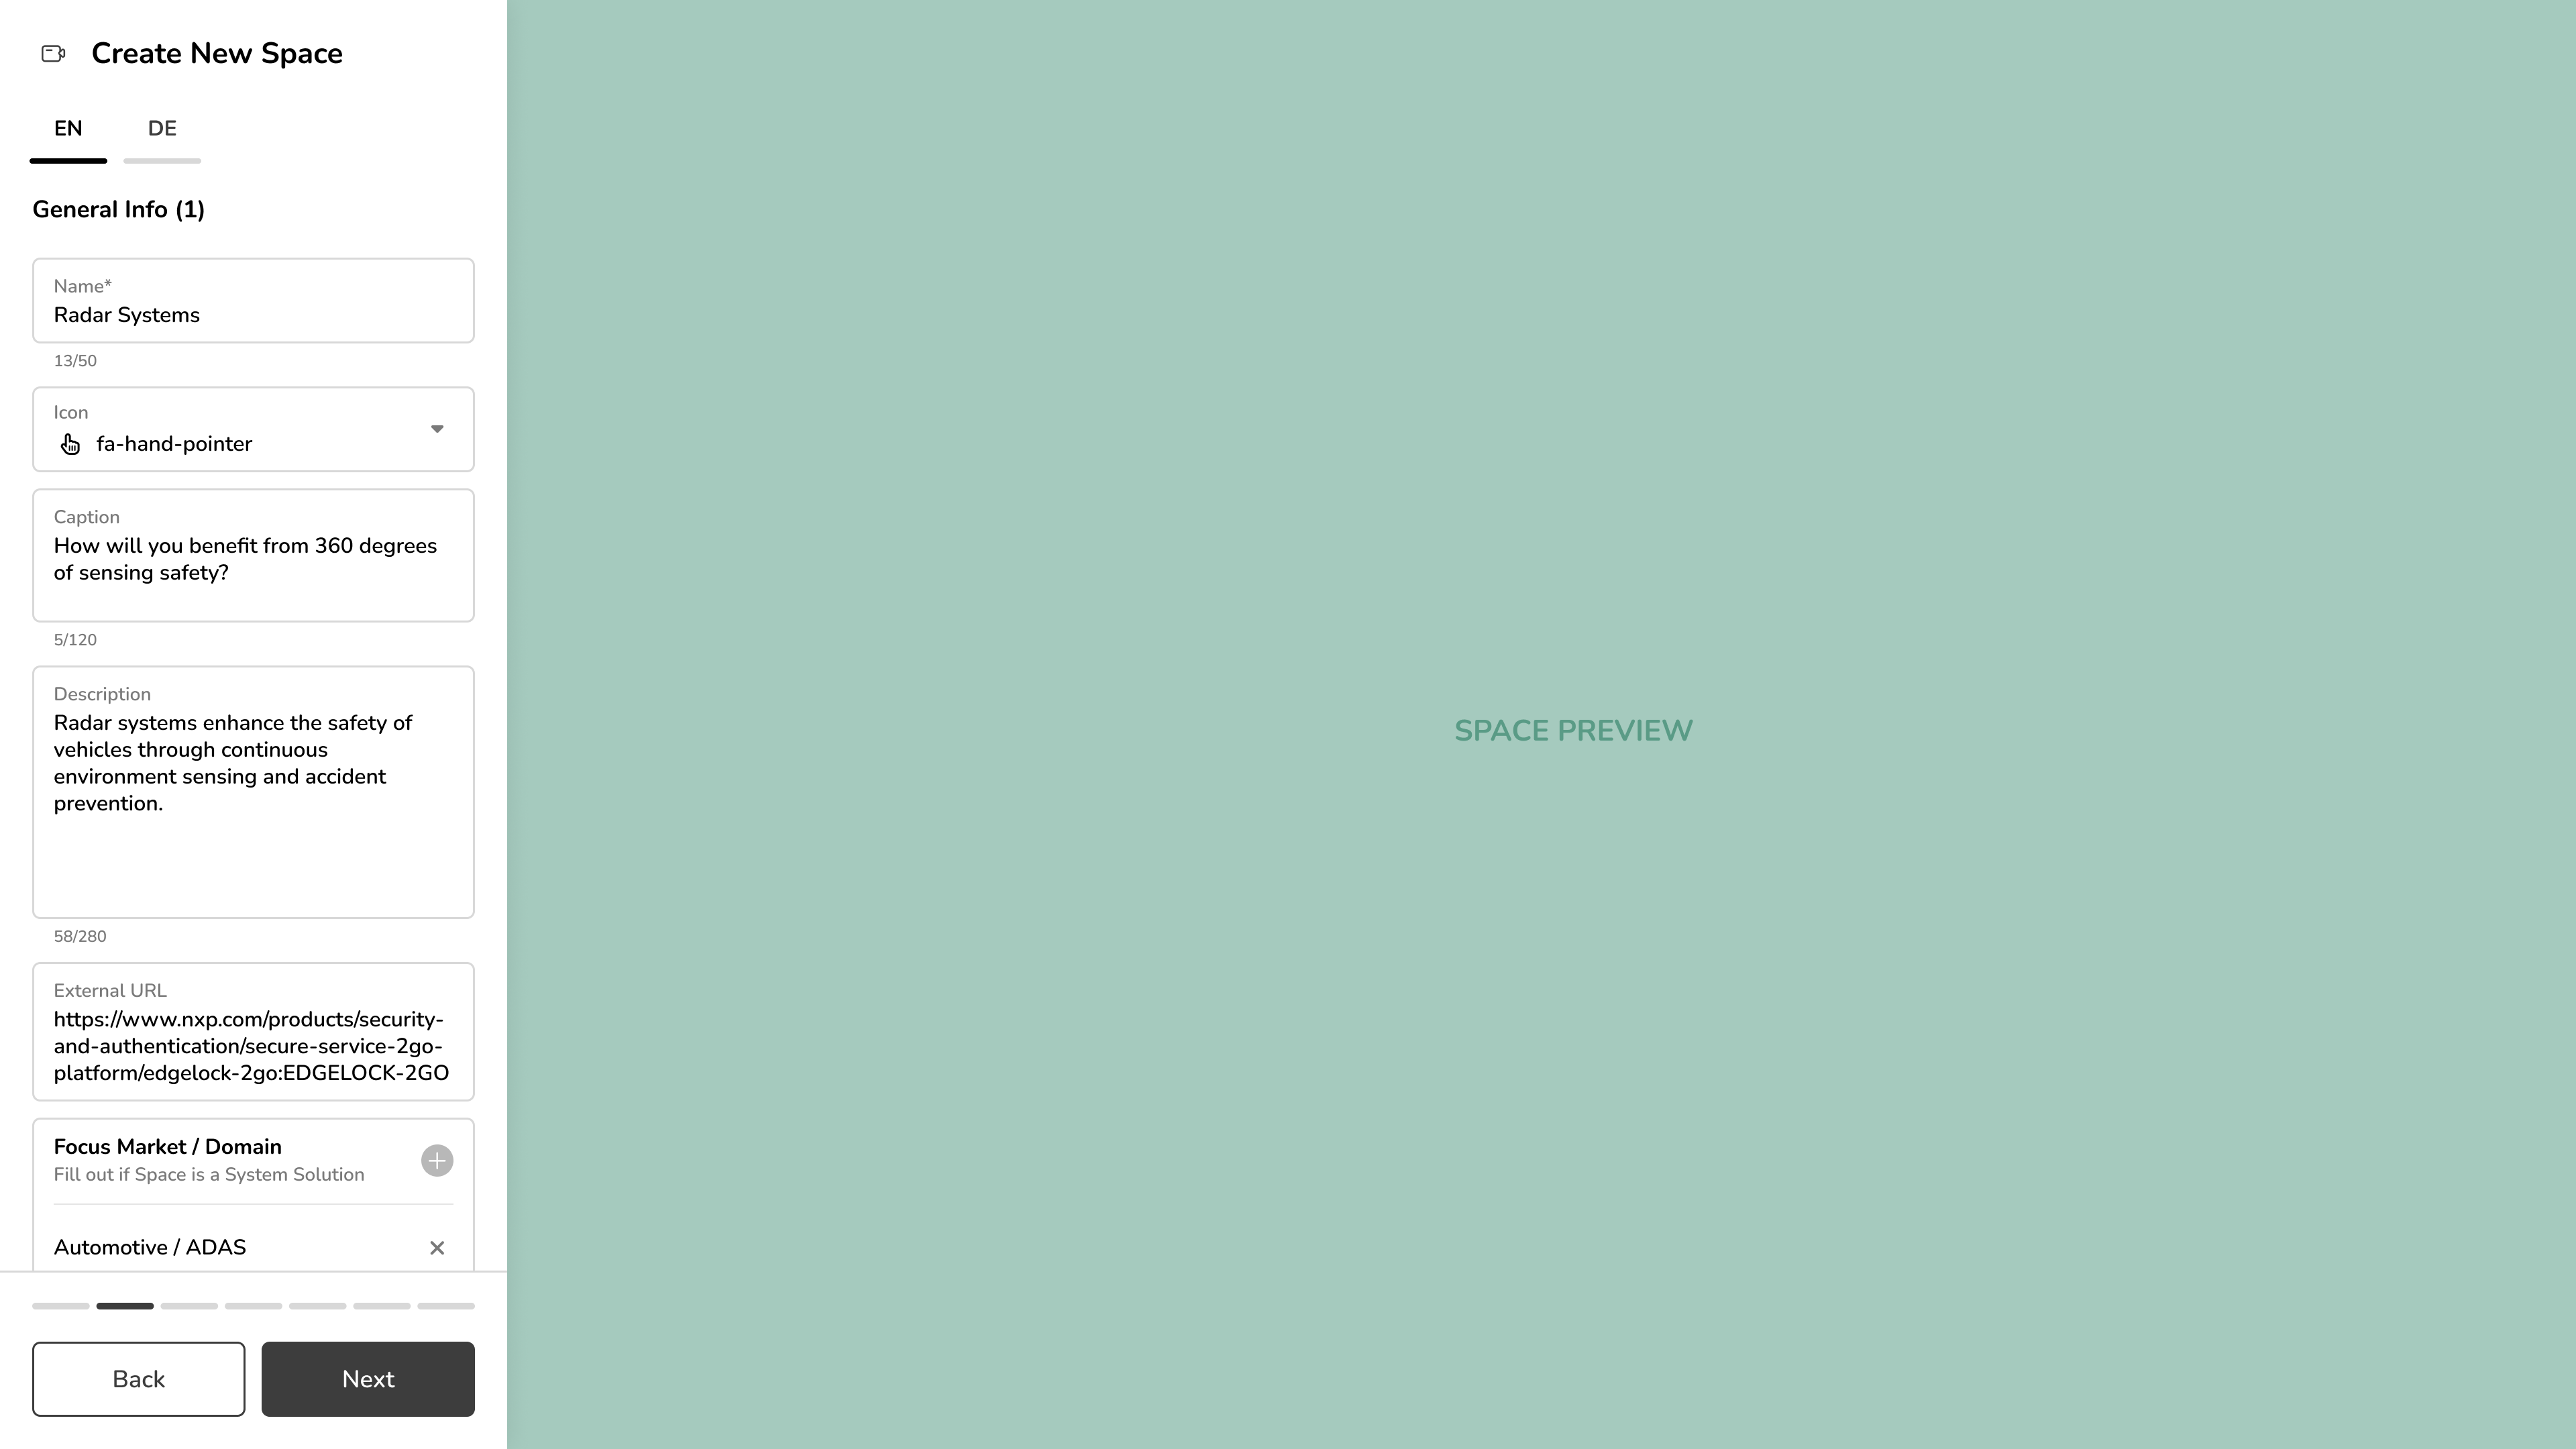 Create New Space
EN
DE
General Info (1)
Name*
Radar Systems
13/50
Icon
fa-hand-pointer
Caption
How will you benefit from 360 degrees
of sensing safety?
5/120
Description
Radar systems enhance the safety of
vehicles through continuous
environment sensing and accident
prevention.
58/280
External URL
https://www.nxp.com/products/security-
and-authentication/secure-service-2go-
platform/edgelock-2go:EDGELOCK-2GO
Focus Market / Domain
Fill out if Space is a System Solution
Automotive / ADAS
Back
Next
SPACE PREVIEW